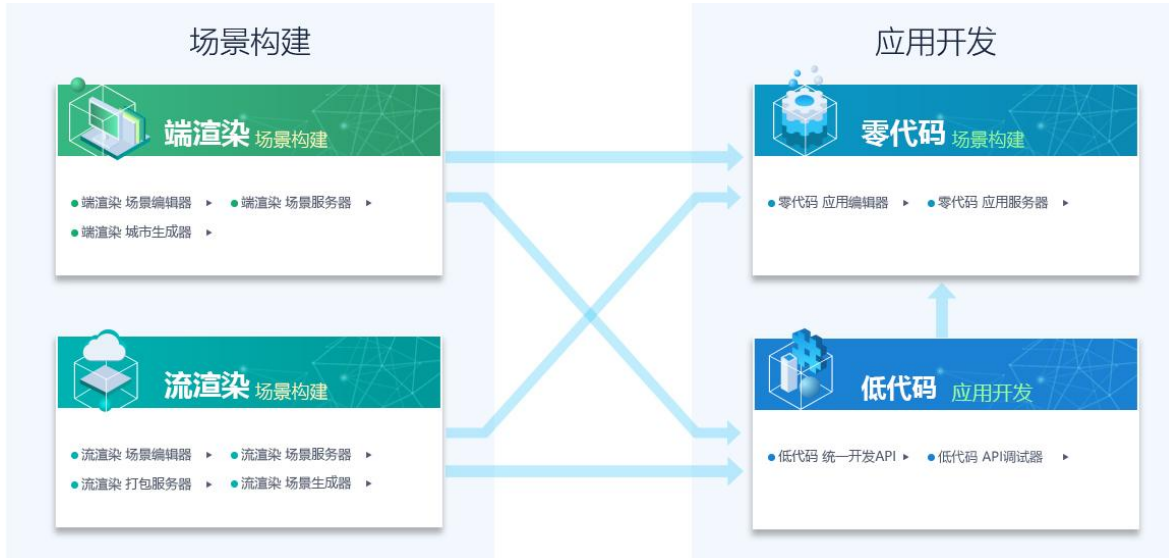 场景构建
端渲染 场景构建
端渲染 场景编辑器 端渲染 场景服务器
端渲染 城市生成器
流渲染 场景构建
流渲染 场景编辑器 流渲染 场景服务器
流渲染 打包服务器 流渲染 场景生成器
应用开发
零代码 场景构建
零代码 应用编辑器 零代码 应用服务器
低代码 应用开发
低代码 统一开发API 低代码 API调试器